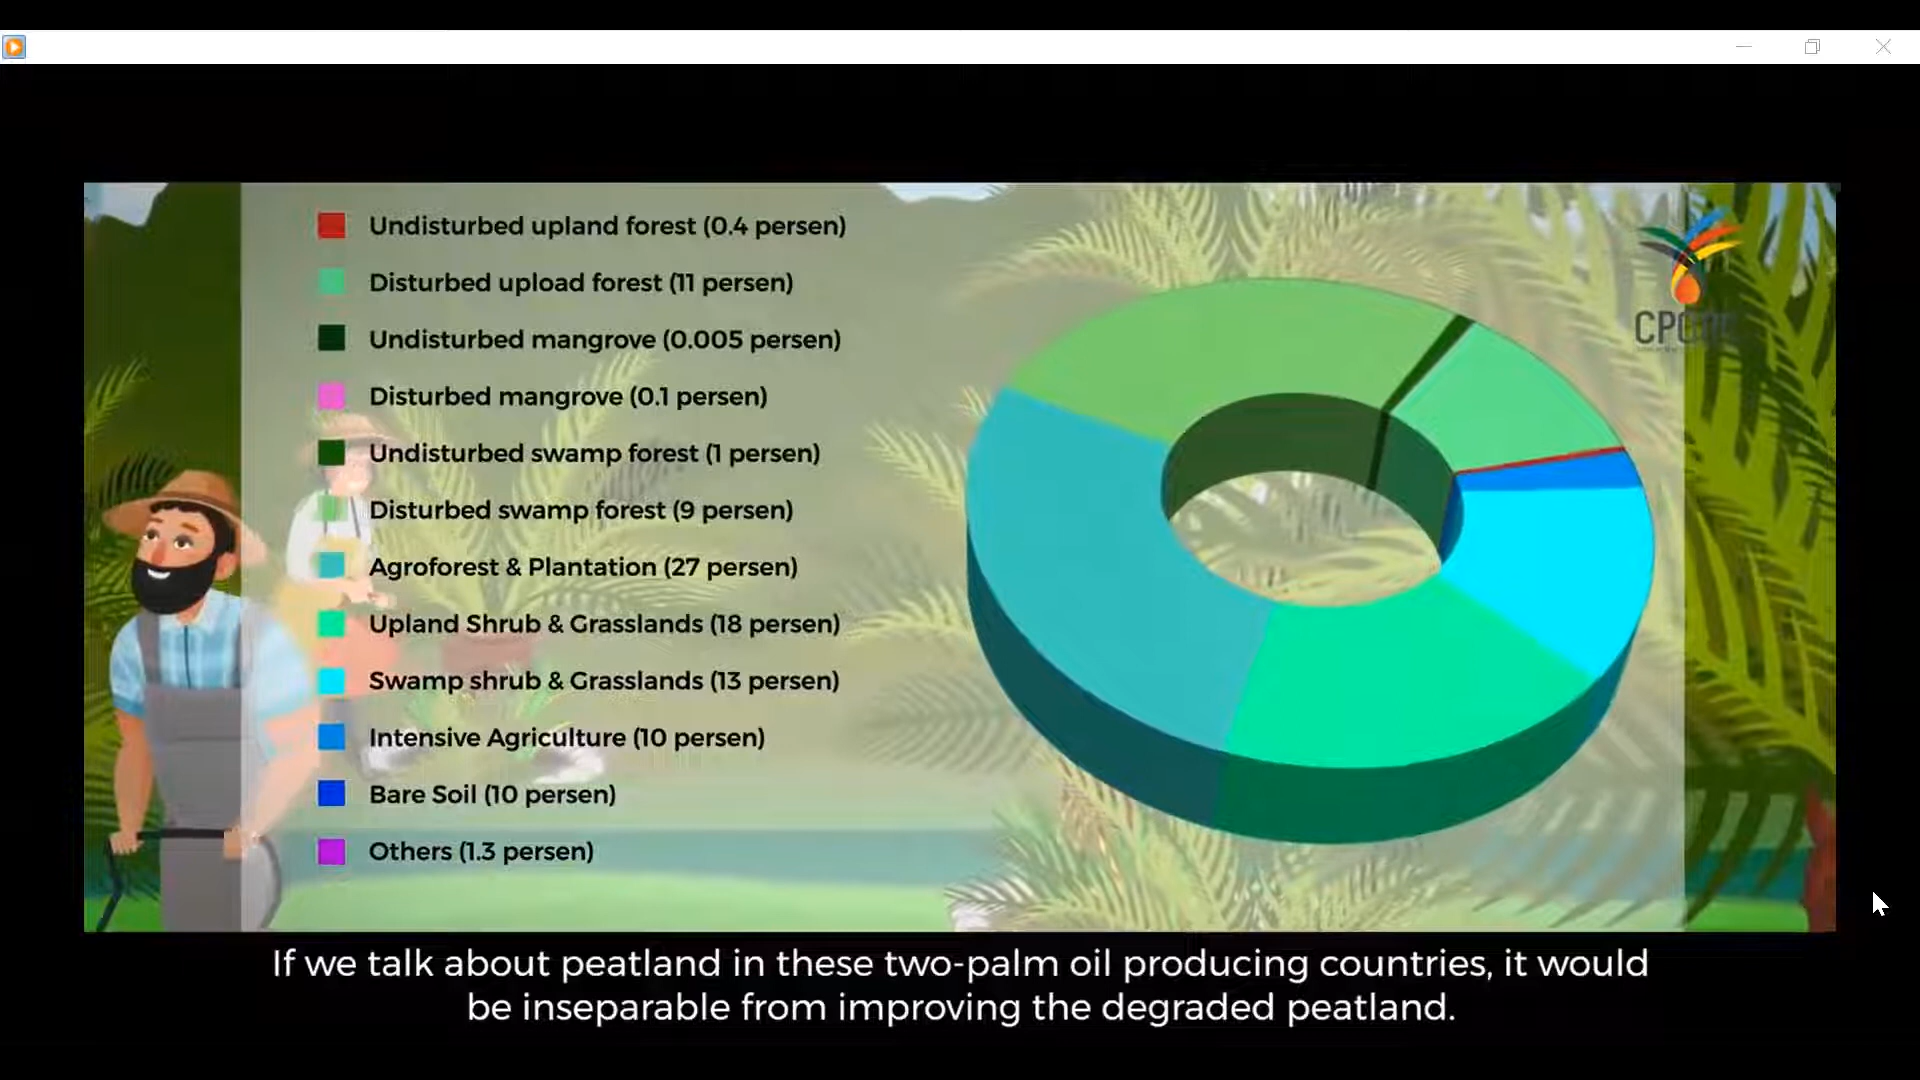 Undisturbed upland forest (0.4 persen)
Disturbed upload forest (11 persen)
Undisturbed mangrove (0.005 persen)
Disturbed mangrove (0.1 persen)
Undisturbed swamp forest (1 persen)
Disturbed swamp forest (9 persen)
Agroforest & Plantation (27 persen)
Upland Shrub & Grasslands (18 persen)
Swamp shrub & Grasslands (13 persen)
Intensive Agriculture (10 persen)
Bare Soil (10 persen)
Others (1.3 persen)
If we talk about peatland in these two-palm oil producing countries, it would
be inseparable from improving the degraded peatland.